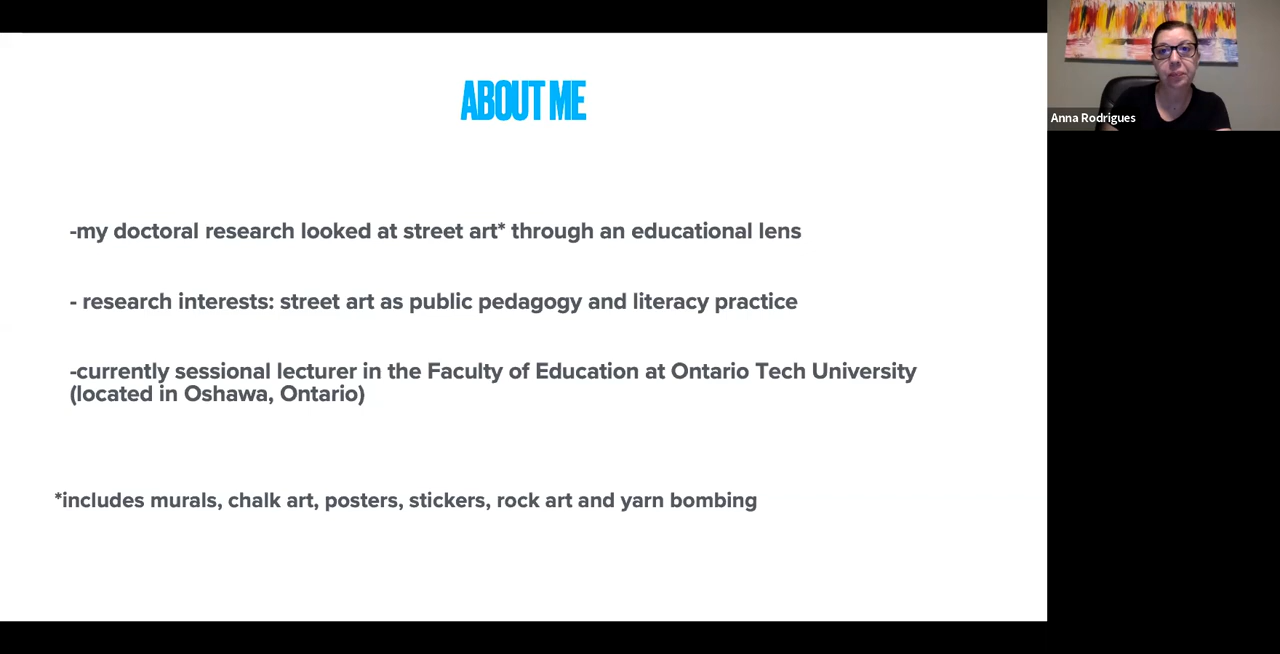 ABOUT ME
Anna Rodrigues
-my doctoral research looked at street art* through an educational lens
- research interests: street art as public pedagogy and literacy practice
-currently sessional lecturer in the Faculty of Education at Ontario Tech University
(located in Oshawa, Ontario)
*includes murals, chalk art, posters, stickers, rock art and yarn bombing